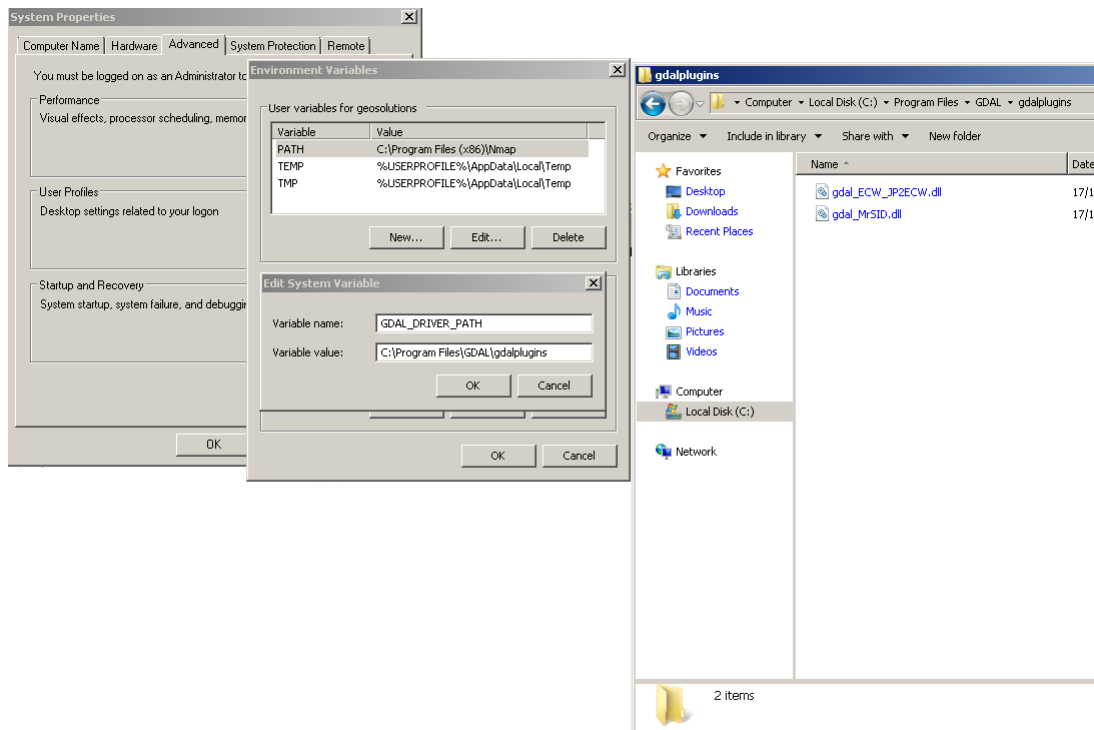 System Properties
Computer Name Hardware Advanced System Protection Remote
You must be logged on as an Administrator to
Performance
Visual effects, processor scheduling, memor
User Profiles
Desktop settings related to your logon
Startup and Recovery
System startup, system failure, and debuggin
OK
Environment Variables
User variables for geosolutions
Variable Value
PATH C:\Program Files (x86)\Nmap
TEMP %USERPROFILE%\AppData\Local\Temp
TMP %USERPROFILE%\AppData\Local\Temp
New... Edit... Delete
Edit System Variable
Variable name: GDAL_DRIVER_PATH
Variable value: C:\Program Files\GDAL\gdalplugins
OK Cancel
OK Cancel
gdalplugins
Computer Local Disk (C:) Program Files GDAL gdalplugins
Organize Include in library Share with New folder
Favorites
Desktop
Downloads
Recent Places
Libraries
Documents
Music
Pictures
Videos
Computer
Local Disk (C:)
Network
Name Date
gdal_ECW_JP2ECW.dll 17/1
gdal_MrSID.dll 17/1
2 items